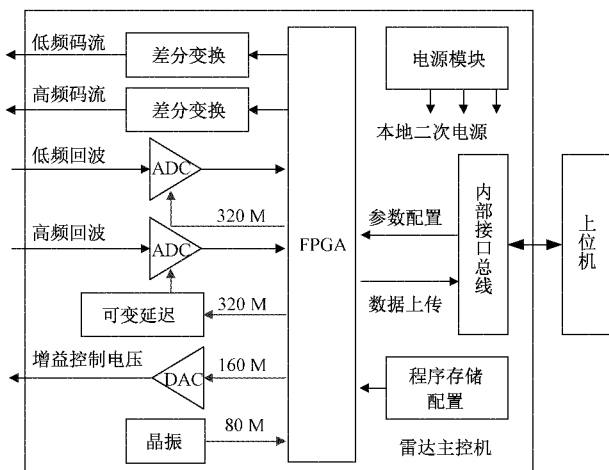 低频码流
差分变换
电源模块
高频码流
差分变换
本地二次电源
低频回波
ADC
320 M
高频回波
ADC
FPGA
参数配置
内部接口总线
上位机
可变延迟
320 M
数据上传
增益控制电压
DAC
160 M
程序存储
配置
晶振
80 M
雷达主控机